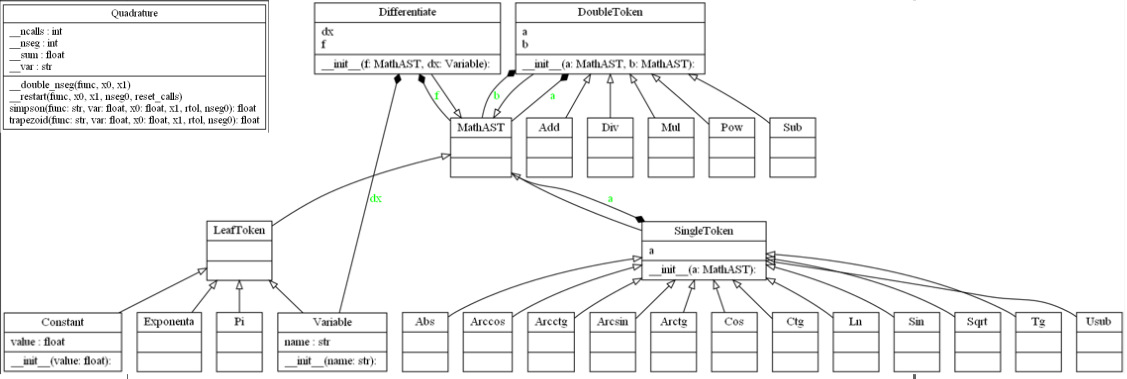 Quadrature
__ncalls : int
__nseg : int
__sum : float
__var : str
__double_nseg(func, x0, x1)
__restart(func, x0, x1, nseg0, reset_calls)
simpson(func: str, var: float, x0: float, x1, rtol, nseg0): float
trapezoid(func: str, var: float, x0: float, x1, rtol, nseg0): float
Differentiate
dx
f
__init__(f: MathAST, dx: Variable):
DoubleToken
a
b
__init__(a: MathAST, b: MathAST):
f
b
a
MathAST
Add
Div
Mul
Pow
Sub
dx
a
LeafToken
SingleToken
a
__init__(a: MathAST):
Constant
value : float
__init__(value: float):
Exponenta
Pi
Variable
name : str
__init__(name: str):
Abs
Arccos
Arcctg
Arcsin
Arctg
Cos
Ctg
Ln
Sin
Sqrt
Tg
Usub